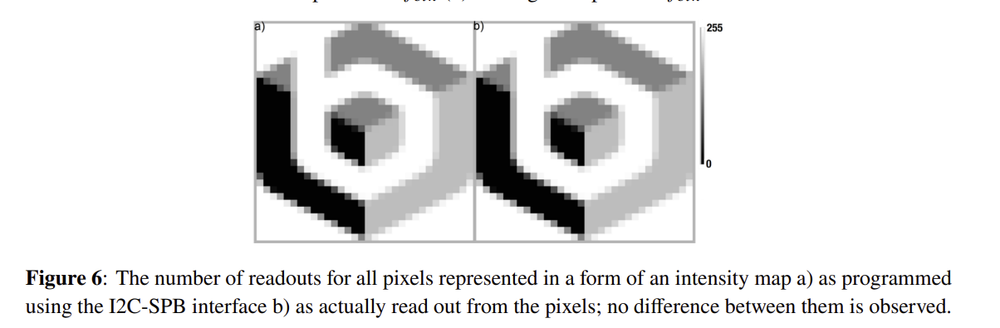 a)
b)
255
0
Figure 6: The number of readouts for all pixels represented in a form of an intensity map a) as programmed
using the I2C-SPB interface b) as actually read out from the pixels; no difference between them is observed.